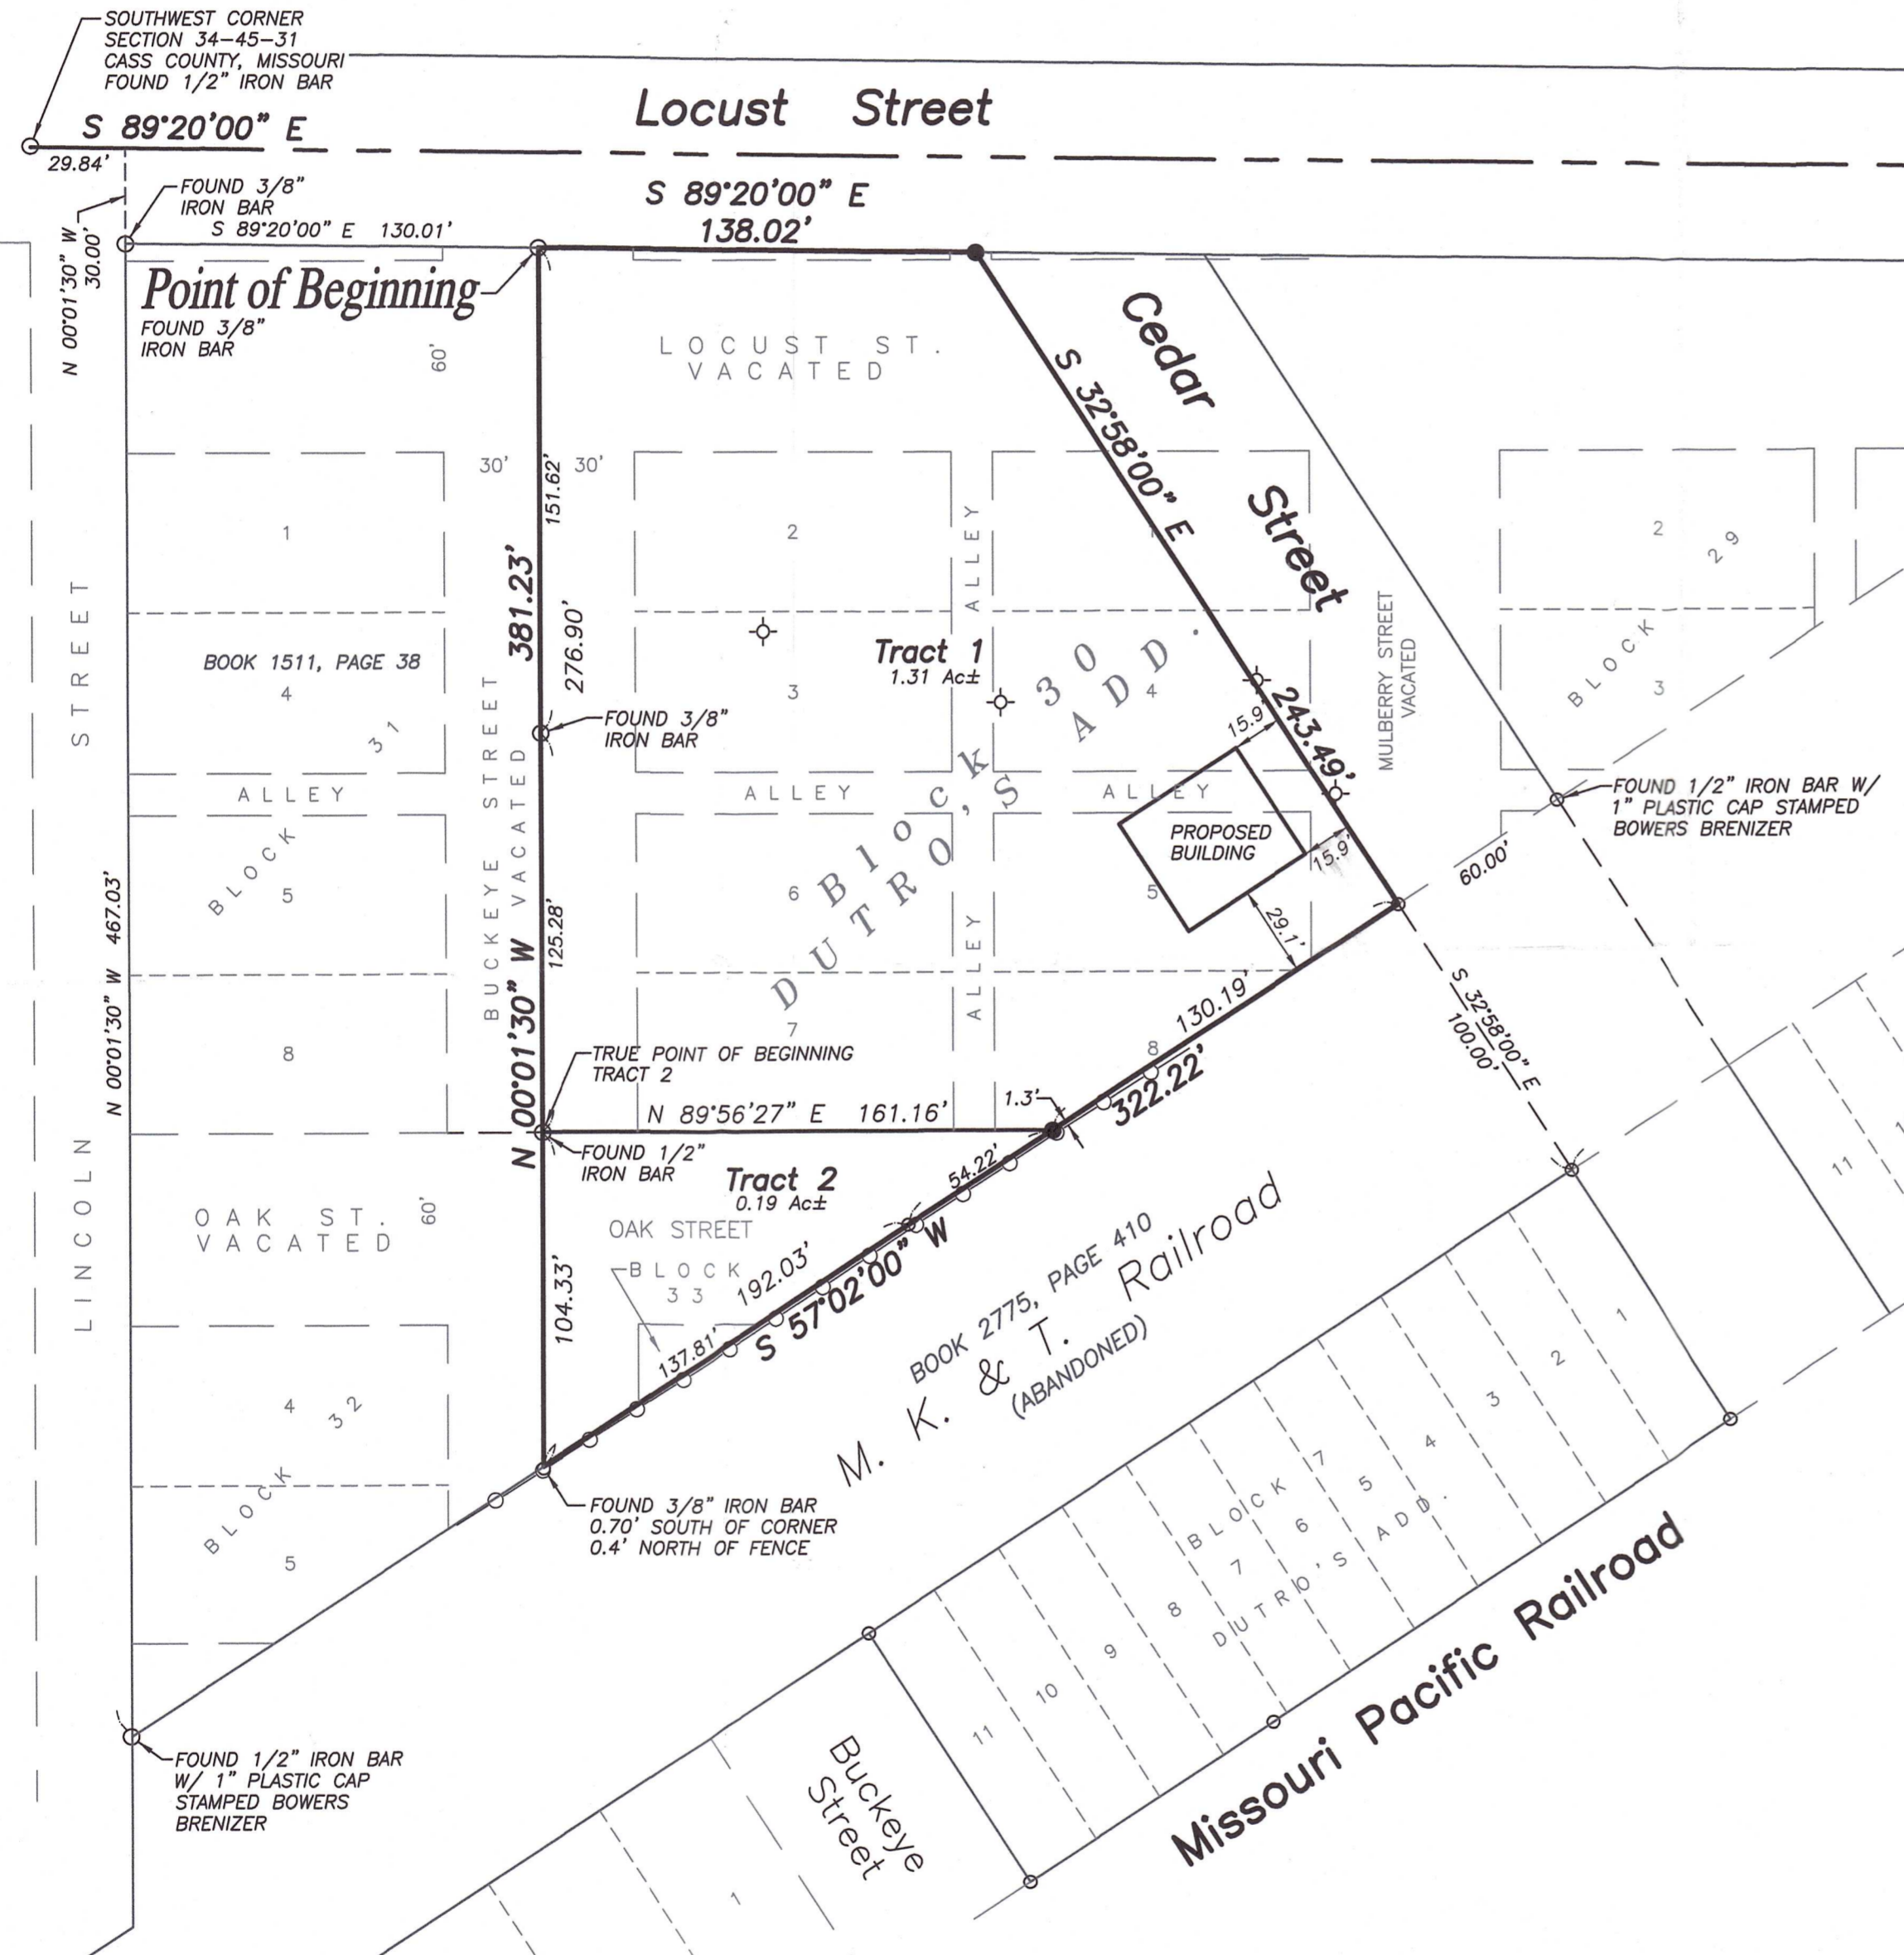 SOUTHWEST CORNER
SECTION 34-45-31
CASS COUNTY, MISSOURI
FOUND 1/2" IRON BAR
Locust Street
S 89°20'00" E
29.84'
FOUND 3/8"
IRON BAR
S 89°20'00" E
138.02'
S 89°20'00" E 130.01'
N 00°01'30" W
30.00'
Point of Beginning
FOUND 3/8"
IRON BAR
60'
LOCUST ST.
VACATED
Cedar
Street
S 32°58'00" E
243.49'
30'
30'
151.62'
1
2
ALLEY
1
2
29
BLOCK
3
STREET
381.23'
276.90'
BOOK 1511, PAGE 38
4
31
3
Tract 1
1.31 Ac±
30
ADD.
4
MULBERRY STREET
VACATED
BUCKEYE STREET
VACATED
FOUND 3/8"
IRON BAR
15.9'
ALLEY
ALLEY
ALLEY
FOUND 1/2" IRON BAR W/
1" PLASTIC CAP STAMPED
BOWERS BRENIZER
PROPOSED
BUILDING
15.9'
60.00'
BLOCK
5
6
Block
DUTRO'S
5
29.1'
N 00°01'30" W 467.03'
N 00°01'30" W
125.28'
ALLEY
130.19'
S 32°58'00" E
100.00'
8
7
8
TRUE POINT OF BEGINNING
TRACT 2
1.3'
322.22'
N 89°56'27" E 161.16'
FOUND 1/2"
IRON BAR
Tract 2
0.19 Ac±
54.22'
11
1
LINCOLN
OAK ST.
VACATED
60'
OAK STREET
BLOCK
33
192.03'
S 57°02'00" W
104.33'
137.81'
BOOK 2775, PAGE 410
M. K. & T. Railroad
(ABANDONED)
4
32
BLOCK
5
FOUND 3/8" IRON BAR
0.70' SOUTH OF CORNER
0.4' NORTH OF FENCE
1
2
3
4
5
6
7
8
9
10
11
BLOCK 7
DUTRO'S ADD.
Missouri Pacific Railroad
FOUND 1/2" IRON BAR
W/ 1" PLASTIC CAP
STAMPED BOWERS
BRENIZER
Buckeye
Street
1